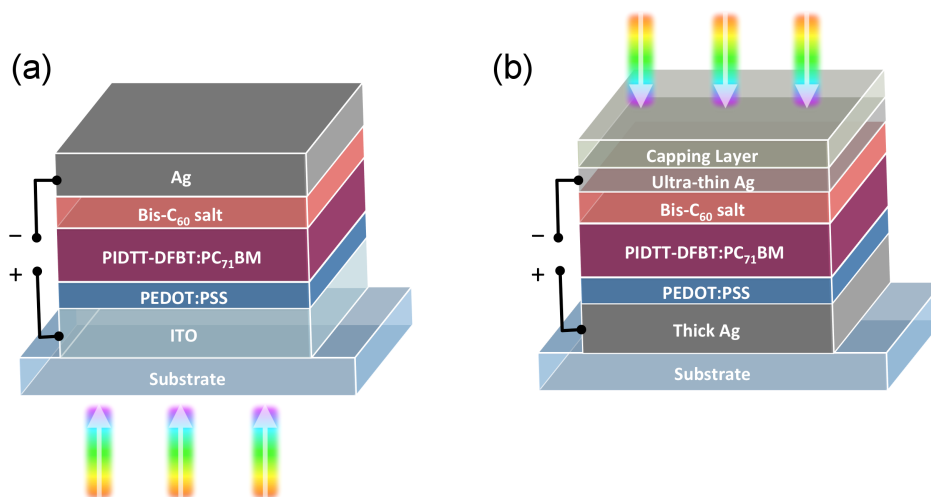 (a)
Ag
Bis-C₆₀ salt
PIDTT-DFBT:PC₇₁BM
PEDOT:PSS
ITO
Substrate
−
+
(b)
Capping Layer
Ultra-thin Ag
Bis-C₆₀ salt
PIDTT-DFBT:PC₇₁BM
PEDOT:PSS
Thick Ag
Substrate
−
+